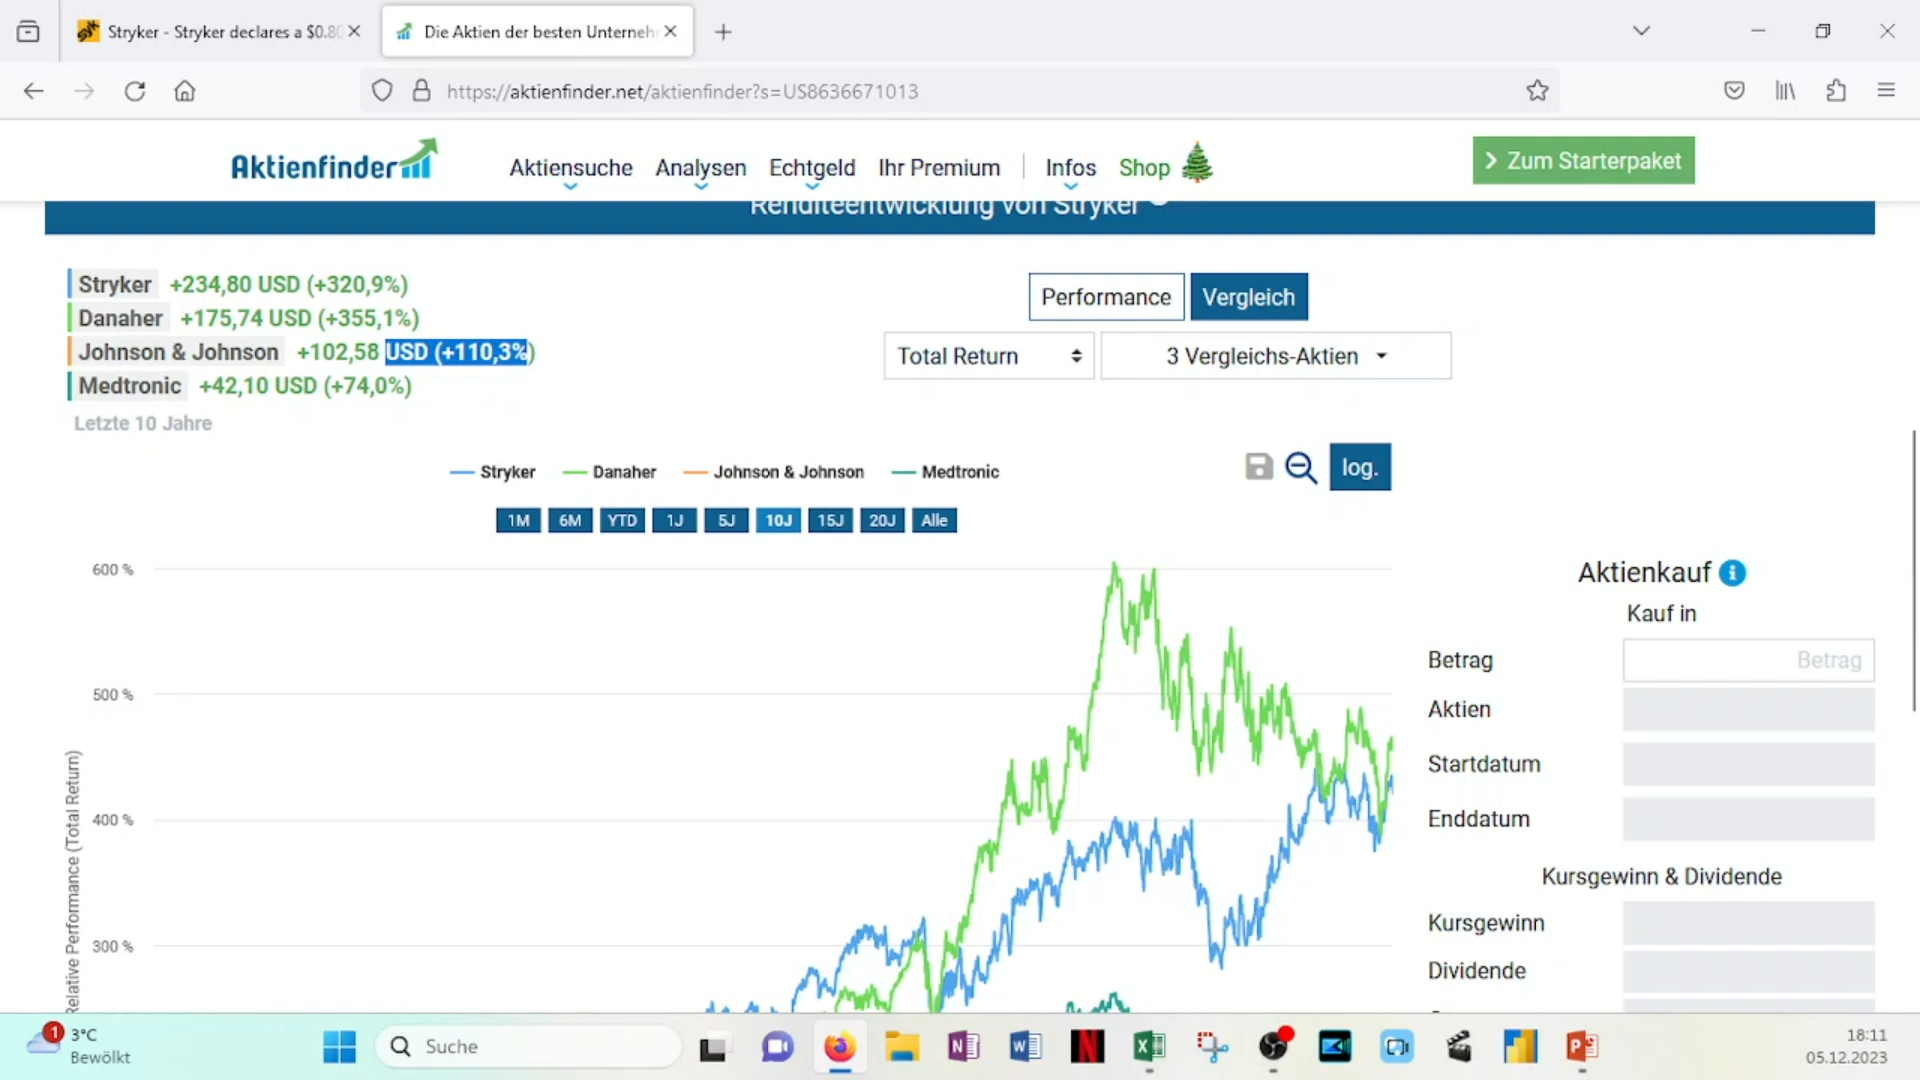 Stryker - Stryker declares a $0.80
Die Aktien der besten Unterneh
https://aktienfinder.net/aktienfinder?s=US8636671013
Aktienfinder
Aktiensuche
Analysen
Echtgeld
Ihr Premium
Infos
Shop
Zum Starterpaket
Renditeentwicklung von Stryker
Stryker +234,80 USD (+320,9%)
Danaher +175,74 USD (+355,1%)
Johnson & Johnson +102,58 USD (+110,3%)
Medtronic +42,10 USD (+74,0%)
Letzte 10 Jahre
Performance
Vergleich
Total Return
3 Vergleichs-Aktien
Stryker
Danaher
Johnson & Johnson
Medtronic
log.
1M
6M
YTD
1J
5J
10J
15J
20J
Alle
600 %
500 %
400 %
300 %
Relative Performance (Total Return)
Aktienkauf
Kauf in
Betrag
Betrag
Aktien
Startdatum
Enddatum
Kursgewinn & Dividende
Kursgewinn
Dividende
1
3°C
Bewölkt
Suche
N
W
N
X
P
18:11
05.12.2023